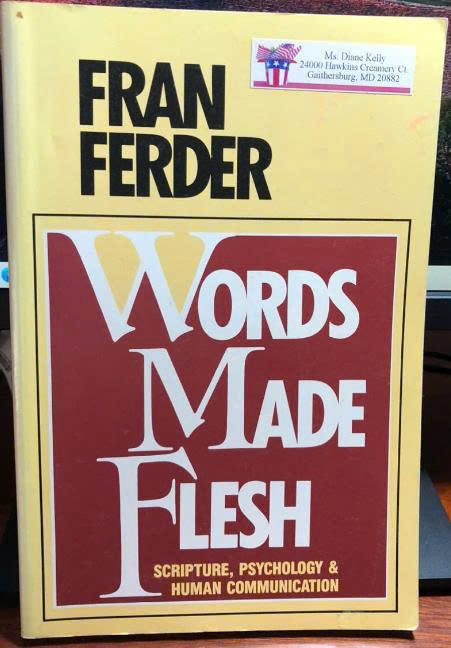 FRAN
FERDER
Ms. Diane Kelly
24000 Hawkins Creamery Ct.
Gaithersburg, MD 20882
WORDS
MADE
FLESH
SCRIPTURE, PSYCHOLOGY &
HUMAN COMMUNICATION